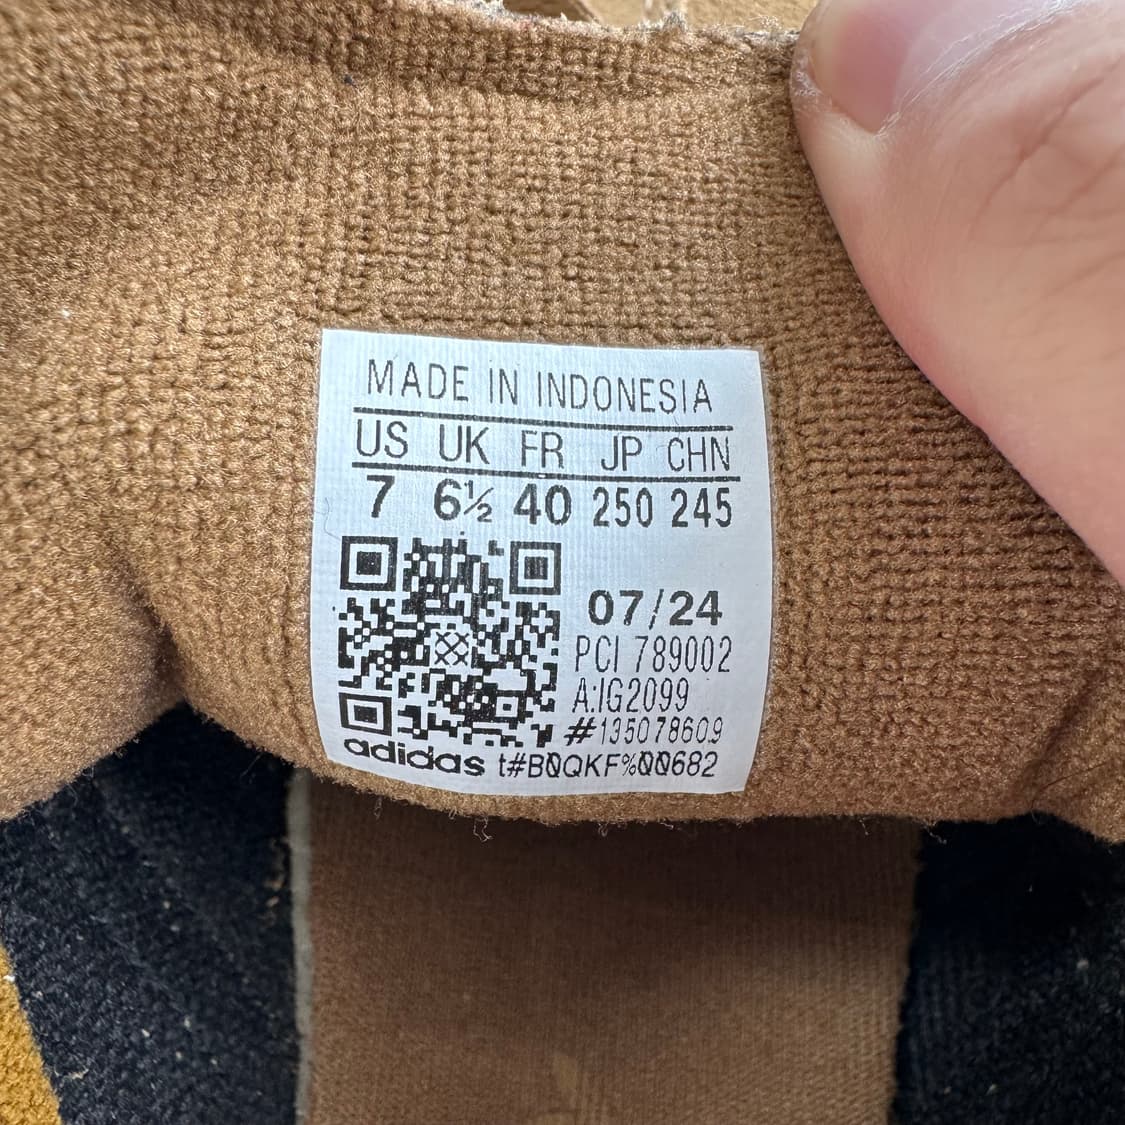 MADE IN INDONESIA
US UK FR JP CHN
7 6½ 40 250 245
07/24
PCI 789002
A:IG2099
#135078609
adidas t#B0QKF%00682